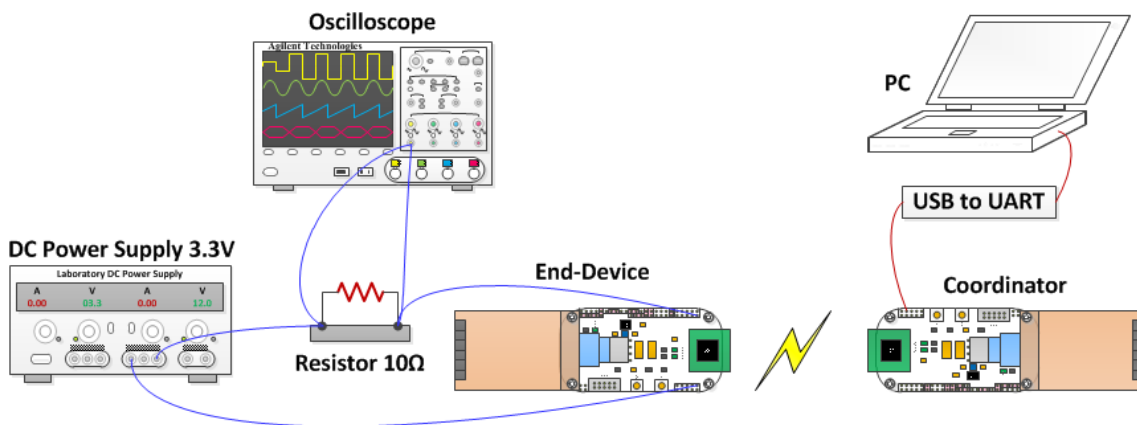 Oscilloscope
Agilent Technologies
PC
USB to UART
DC Power Supply 3.3V
Laboratory DC Power Supply
A V A V
0.00 03.3 0.00 12.0
Resistor 10Ω
End-Device
Coordinator